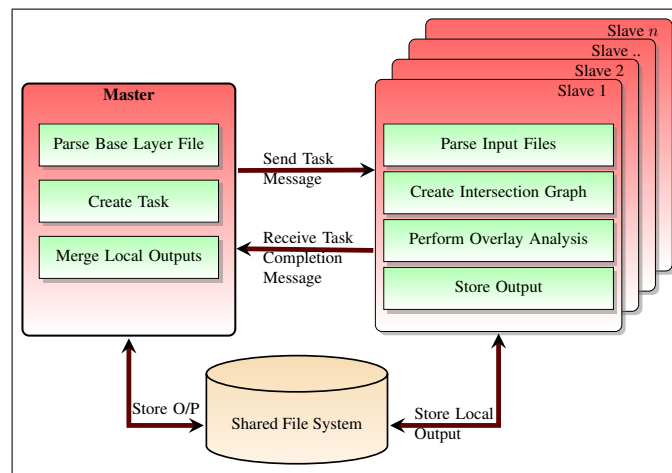 Slave n
Slave ..
Slave 2
Slave 1
Master
Parse Base Layer File
Create Task
Merge Local Outputs
Send Task
Message
Receive Task
Completion
Message
Parse Input Files
Create Intersection Graph
Perform Overlay Analysis
Store Output
Store O/P
Shared File System
Store Local
Output